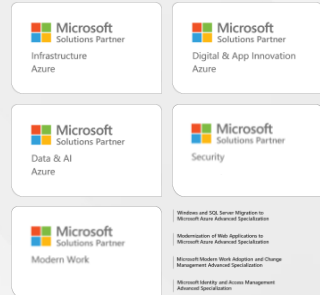 Microsoft
Solutions Partner
Infrastructure
Azure
Microsoft
Solutions Partner
Digital & App Innovation
Azure
Microsoft
Solutions Partner
Data & AI
Azure
Microsoft
Solutions Partner
Security
Microsoft
Solutions Partner
Modern Work
Windows and SQL Server Migration to
Microsoft Azure Advanced Specialization
Modernization of Web Applications to
Microsoft Azure Advanced Specialization
Microsoft Modern Work Adoption and Change
Management Advanced Specialization
Microsoft Identity and Access Management
Advanced Specialization